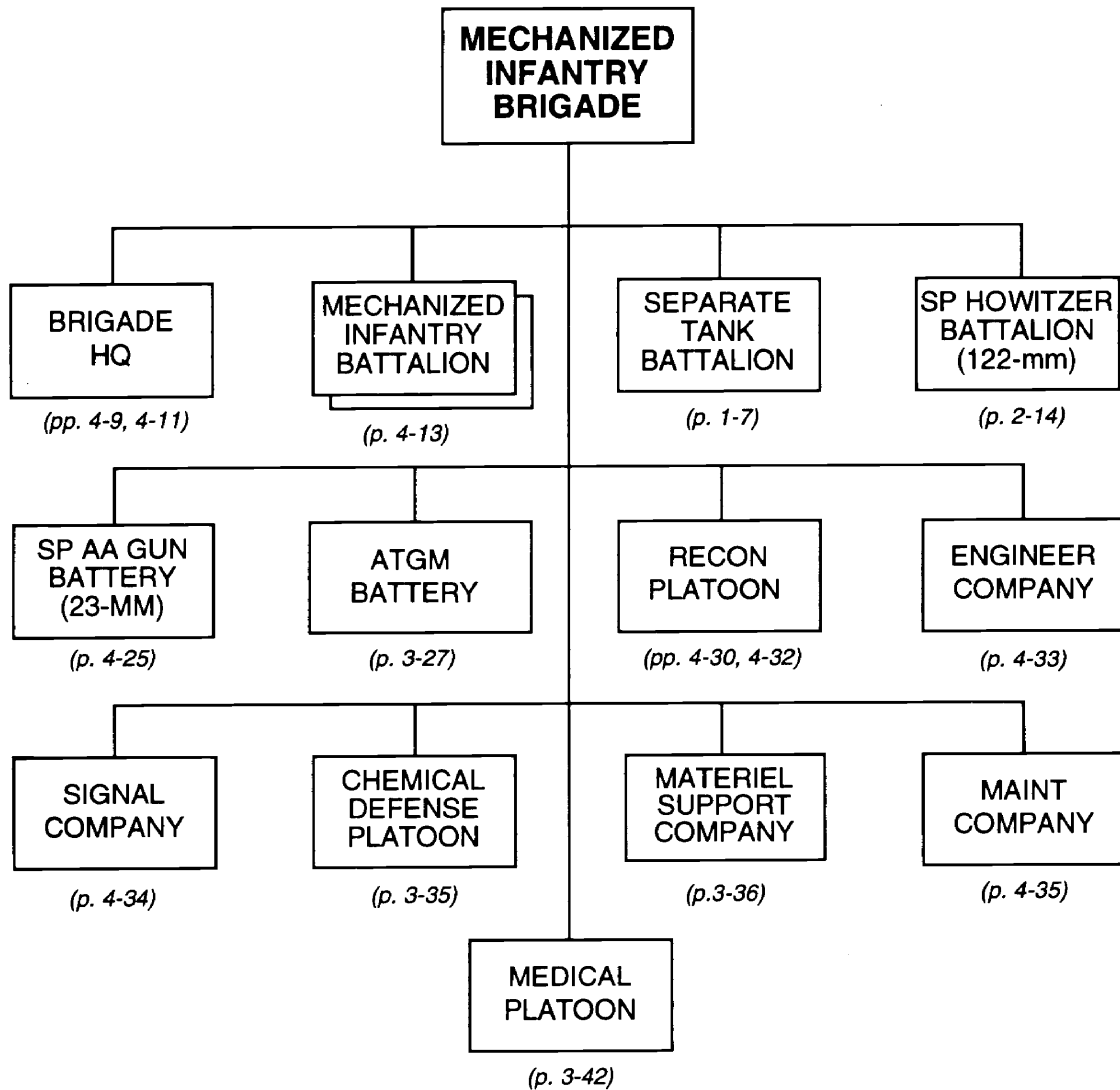 MECHANIZED
INFANTRY
BRIGADE
BRIGADE
HQ
(pp. 4-9, 4-11)
MECHANIZED
INFANTRY
BATTALION
(p. 4-13)
SEPARATE
TANK
BATTALION
(p. 1-7)
SP HOWITZER
BATTALION
(122-mm)
(p. 2-14)
SP AA GUN
BATTERY
(23-MM)
(p. 4-25)
ATGM
BATTERY
(p. 3-27)
RECON
PLATOON
(pp. 4-30, 4-32)
ENGINEER
COMPANY
(p. 4-33)
SIGNAL
COMPANY
(p. 4-34)
CHEMICAL
DEFENSE
PLATOON
(p. 3-35)
MATERIEL
SUPPORT
COMPANY
(p.3-36)
MAINT
COMPANY
(p. 4-35)
MEDICAL
PLATOON
(p. 3-42)